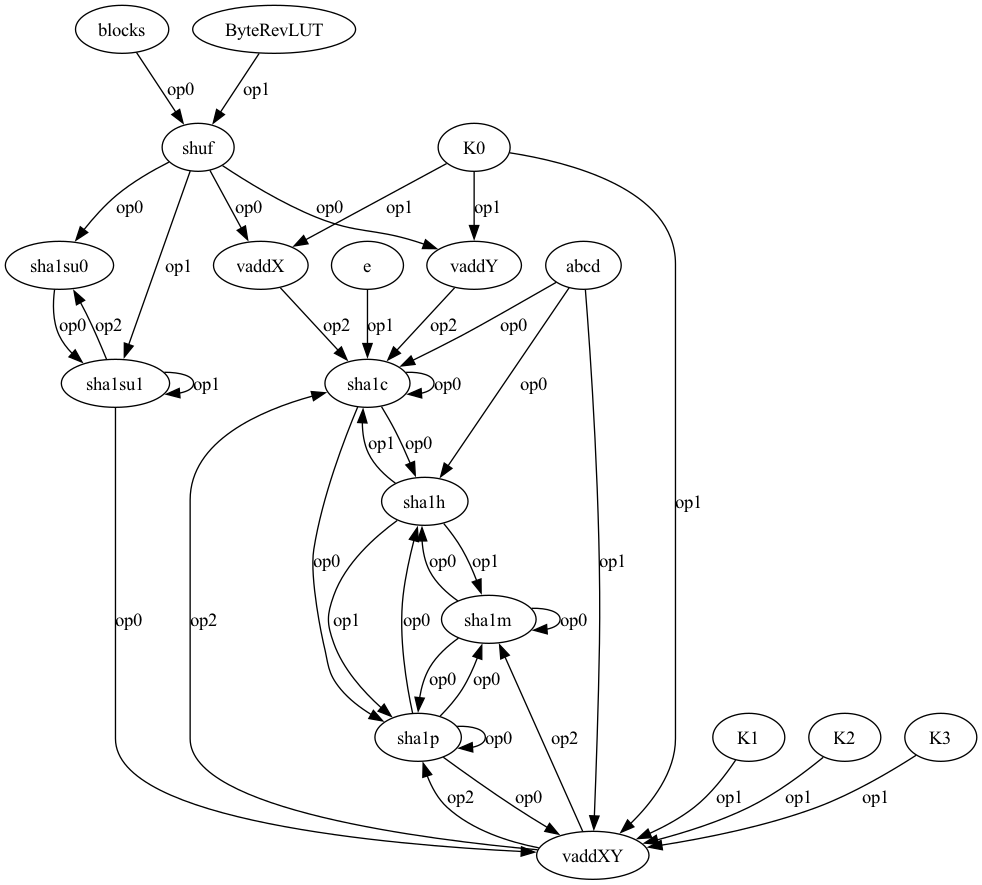 blocks ByteRevLUT
op0 op1
shuf K0
op0 op0 op0 op1 op1
sha1su0 vaddX e vaddY abcd
op1
op0 op2 op2 op1 op2 op0
sha1su1 op1 sha1c op0 op0
op1 op0
sha1h op1
op0 op0 op1 op1
op0 op2 op1 op0 sha1m op0
op0 op0
sha1p op0 K1 K2 K3
op2 op0 op2 op1 op1 op1
vaddXY